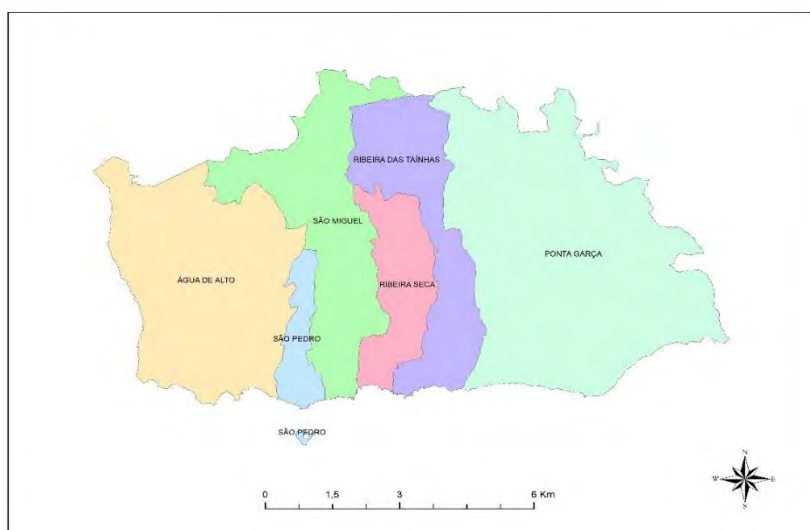 RIBEIRA DAS TAÍNHAS
SÃO MIGUEL
PONTA GARÇA
ÁGUA DE ALTO
RIBEIRA SECA
SÃO PEDRO
SÃO PEDRO
N
W E
S
0 1,5 3 6 Km